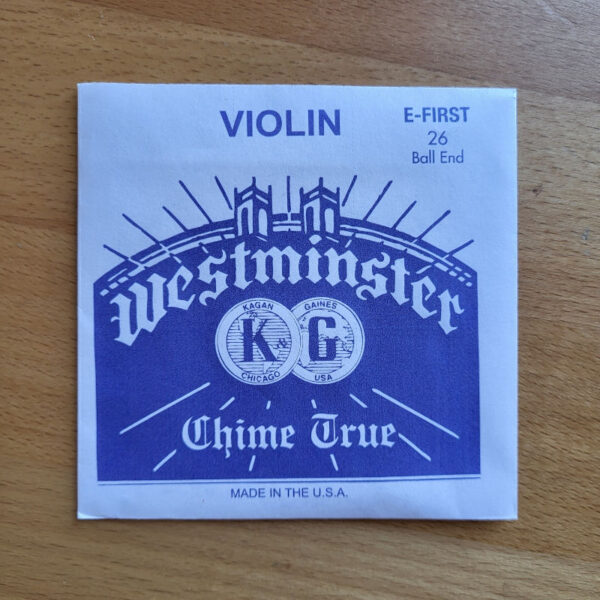 VIOLIN
E-FIRST
26
Ball End
Westminster
KAGAN
GAINES
K & G
CHICAGO
USA
Chime True
MADE IN THE U.S.A.